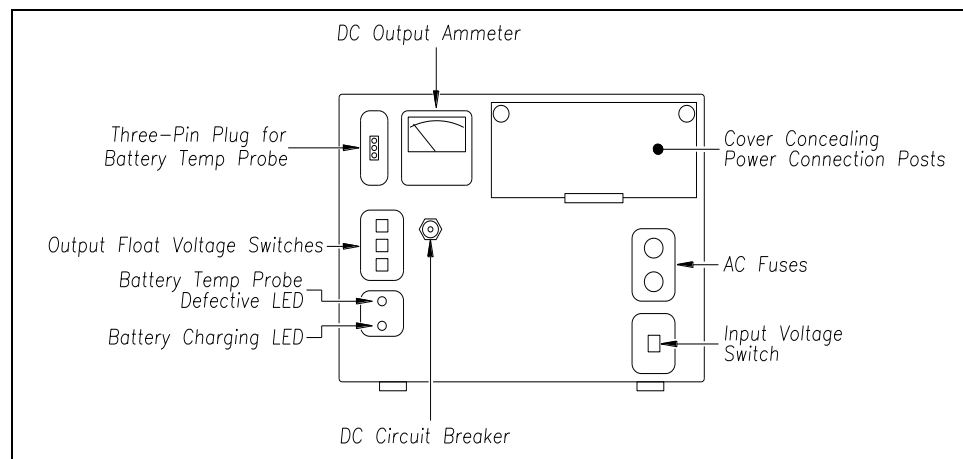 DC Output Ammeter
Three-Pin Plug for
Battery Temp Probe
Cover Concealing
Power Connection Posts
Output Float Voltage Switches
AC Fuses
Battery Temp Probe
Defective LED
Battery Charging LED
Input Voltage
Switch
DC Circuit Breaker